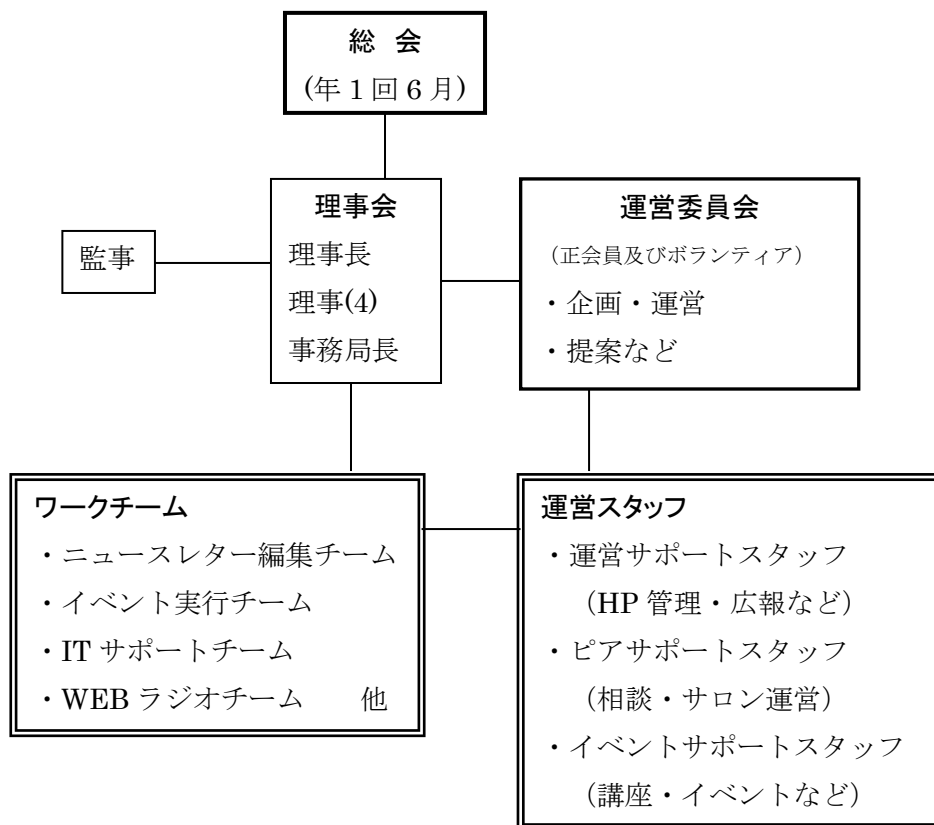 総 会
(年1回6月)
監事
理事会
理事長
理事(4)
事務局長
運営委員会
(正会員及びボランティア)
・企画・運営
・提案など
ワークチーム
・ニュースレター編集チーム
・イベント実行チーム
・IT サポートチーム
・WEB ラジオチーム 他
運営スタッフ
・運営サポートスタッフ
（HP 管理・広報など）
・ピアサポートスタッフ
（相談・サロン運営）
・イベントサポートスタッフ
（講座・イベントなど）